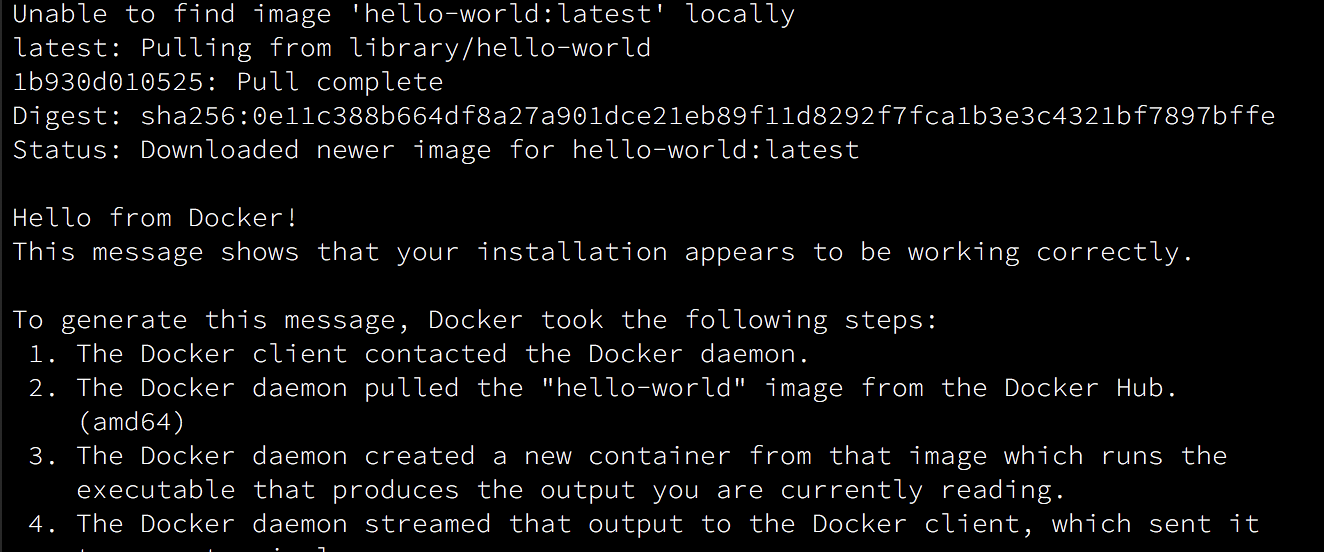 Unable to find image 'hello-world:latest' locally
latest: Pulling from library/hello-world
1b930d010525: Pull complete
Digest: sha256:0e11c388b664df8a27a901dce21eb89f11d8292f7fca1b3e3c4321bf7897bffe
Status: Downloaded newer image for hello-world:latest
Hello from Docker!
This message shows that your installation appears to be working correctly.
To generate this message, Docker took the following steps:
1. The Docker client contacted the Docker daemon.
2. The Docker daemon pulled the "hello-world" image from the Docker Hub.
(amd64)
3. The Docker daemon created a new container from that image which runs the
executable that produces the output you are currently reading.
4. The Docker daemon streamed that output to the Docker client, which sent it